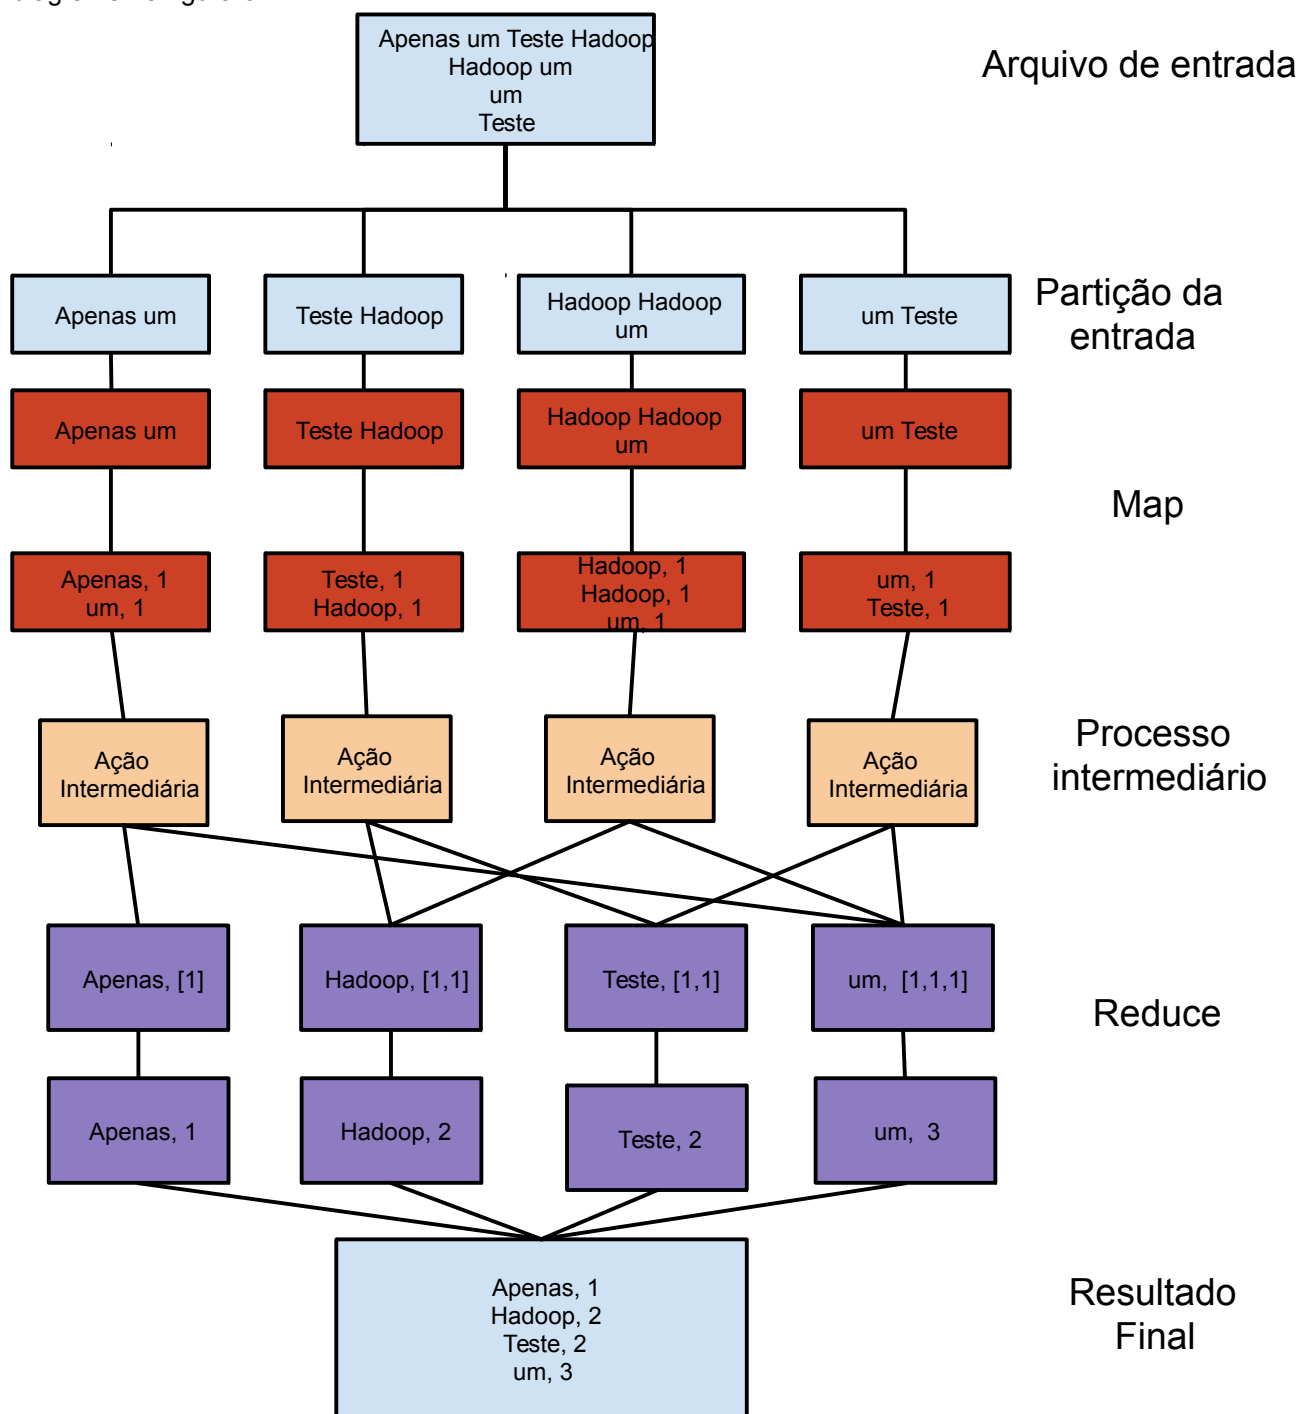 Apenas um Teste Hadoop
Hadoop um
um
Teste
Arquivo de entrada
Apenas um
Teste Hadoop
Hadoop Hadoop
um
um Teste
Partição da
entrada
Apenas um
Teste Hadoop
Hadoop Hadoop
um
um Teste
Map
Apenas, 1
um, 1
Teste, 1
Hadoop, 1
Hadoop, 1
Hadoop, 1
um, 1
um, 1
Teste, 1
Ação
Intermediária
Ação
Intermediária
Ação
Intermediária
Ação
Intermediária
Processo
intermediário
Apenas, [1]
Hadoop, [1,1]
Teste, [1,1]
um, [1,1,1]
Reduce
Apenas, 1
Hadoop, 2
Teste, 2
um, 3
Apenas, 1
Hadoop, 2
Teste, 2
um, 3
Resultado
Final